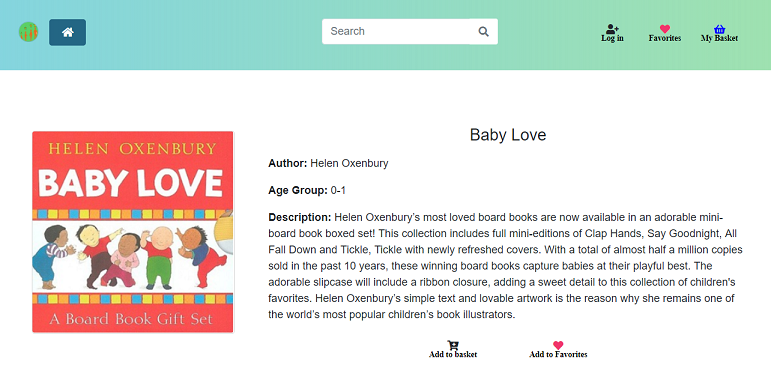 Search
Log in
Favorites
My Basket
HELEN OXENBURY
BABY LOVE
A Board Book Gift Set
Baby Love
Author: Helen Oxenbury
Age Group: 0-1
Description: Helen Oxenbury’s most loved board books are now available in an adorable mini-
board book boxed set! This collection includes full mini-editions of Clap Hands, Say Goodnight, All
Fall Down and Tickle, Tickle with newly refreshed covers. With a total of almost half a million copies
sold in the past 10 years, these winning board books capture babies at their playful best. The
adorable slipcase will include a ribbon closure, adding a sweet detail to this collection of children's
favorites. Helen Oxenbury’s simple text and lovable artwork is the reason why she remains one of
the world’s most popular children’s book illustrators.
Add to basket
Add to Favorites